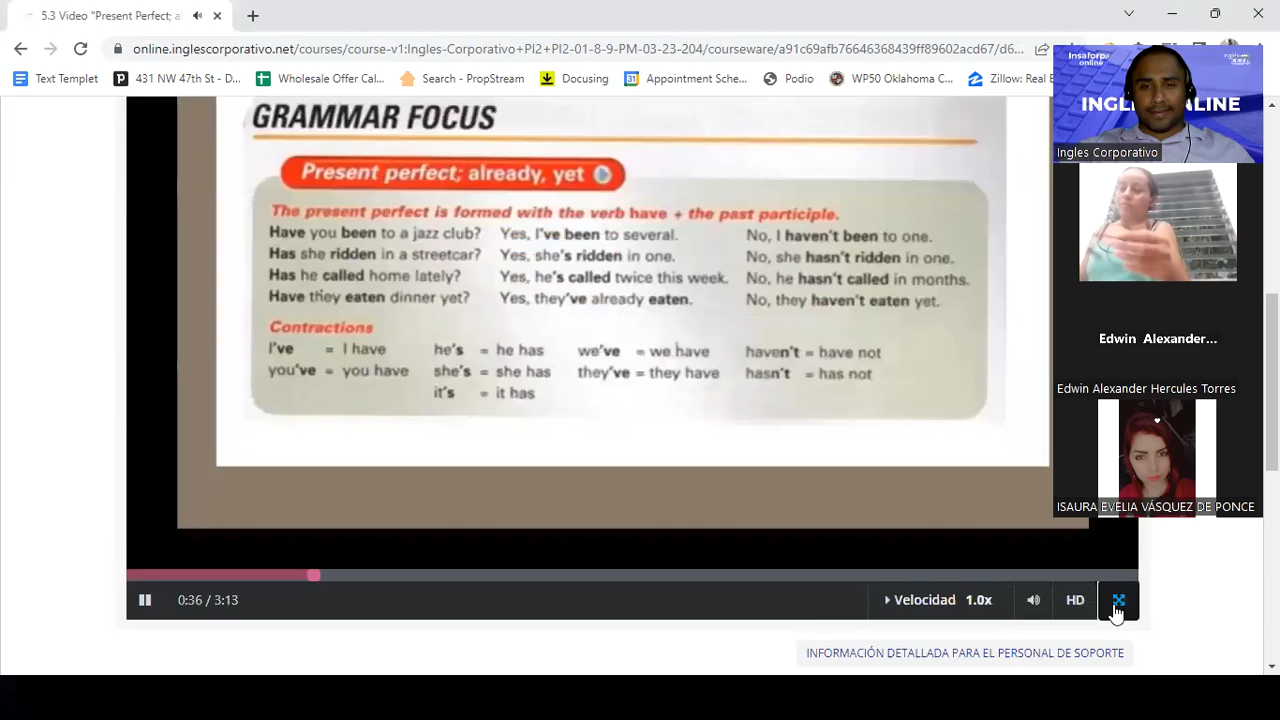 5.3 Video "Present Perfect; a
online.inglescorporativo.net/courses/course-v1:Ingles-Corporativo+PI2+PI2-01-8-9-PM-03-23-204/courseware/a91c69afb76646368439ff89602acd67/d6...
Text Templet
431 NW 47th St - D...
Wholesale Offer Cal...
Search - PropStream
Docusing
Appointment Sche...
Podio
WP50 Oklahoma C...
Zillow: Real E
GRAMMAR FOCUS
Present perfect; already, yet
The present perfect is formed with the verb have + the past participle.
Have you been to a jazz club? Yes, I've been to several. No, I haven't been to one.
Has she ridden in a streetcar? Yes, she's ridden in one. No, she hasn't ridden in one.
Has he called home lately? Yes, he's called twice this week. No, he hasn't called in months.
Have they eaten dinner yet? Yes, they've already eaten. No, they haven't eaten yet.
Contractions
I've = I have he's = he has we've = we have haven't = have not
you've = you have she's = she has they've = they have hasn't = has not
it's = it has
Insaforp
online
Ingles Corporativo
Edwin Alexander...
Edwin Alexander Hercules Torres
ISAURA EVELIA VÁSQUEZ DE PONCE
0:36 / 3:13
Velocidad 1.0x
HD
INFORMACIÓN DETALLADA PARA EL PERSONAL DE SOPORTE